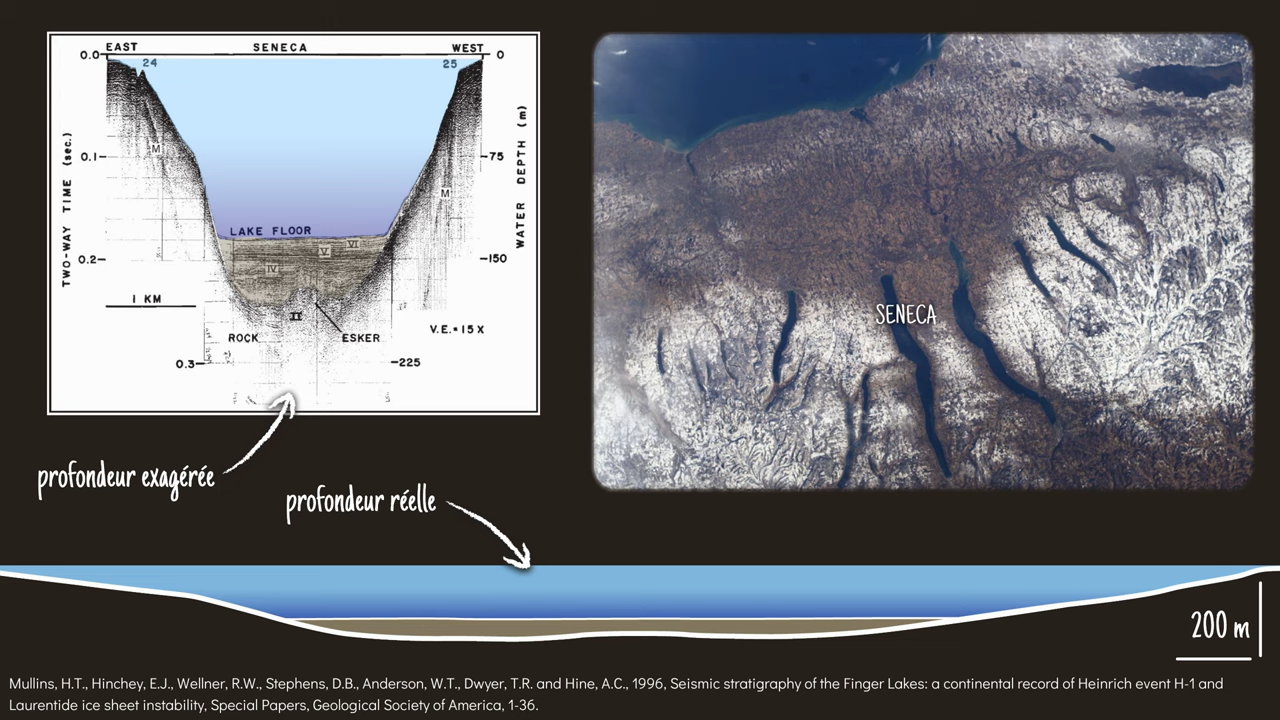 EAST SENECA WEST
24 25
0.0 0
M
0.1 75
M
TWO-WAY TIME (sec.)
WATER DEPTH (m)
LAKE FLOOR
VI
V
IV
0.2 150
1 KM
II
ROCK ESKER V.E.=15X
0.3 225
SENECA
profondeur exagérée
profondeur réelle
200 m
Mullins, H.T., Hinchey, E.J., Wellner, R.W., Stephens, D.B., Anderson, W.T., Dwyer, T.R. and Hine, A.C., 1996, Seismic stratigraphy of the Finger Lakes: a continental record of Heinrich event H-1 and
Laurentide ice sheet instability, Special Papers, Geological Society of America, 1-36.